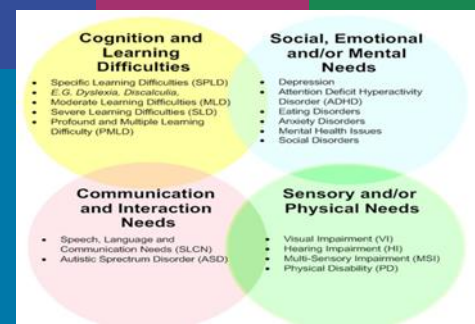 Cognition and
Learning
Difficulties
• Specific Learning Difficulties (SPLD)
• E.G. Dyslexia, Discalculia,
• Moderate Learning Difficulties (MLD)
• Severe Learning Difficulties (SLD)
• Profound and Multiple Learning
Difficulty (PMLD)
Social, Emotional
and/or Mental
Needs
• Depression
• Attention Deficit Hyperactivity
Disorder (ADHD)
• Eating Disorders
• Anxiety Disorders
• Mental Health Issues
• Social Disorders
Communication
and Interaction
Needs
• Speech, Language and
Communication Needs (SLCN)
• Autistic Sprectrum Disorder (ASD)
Sensory and/or
Physical Needs
• Visual Impairment (VI)
• Hearing Impairment (HI)
• Multi-Sensory Impairment (MSI)
• Physical Disability (PD)